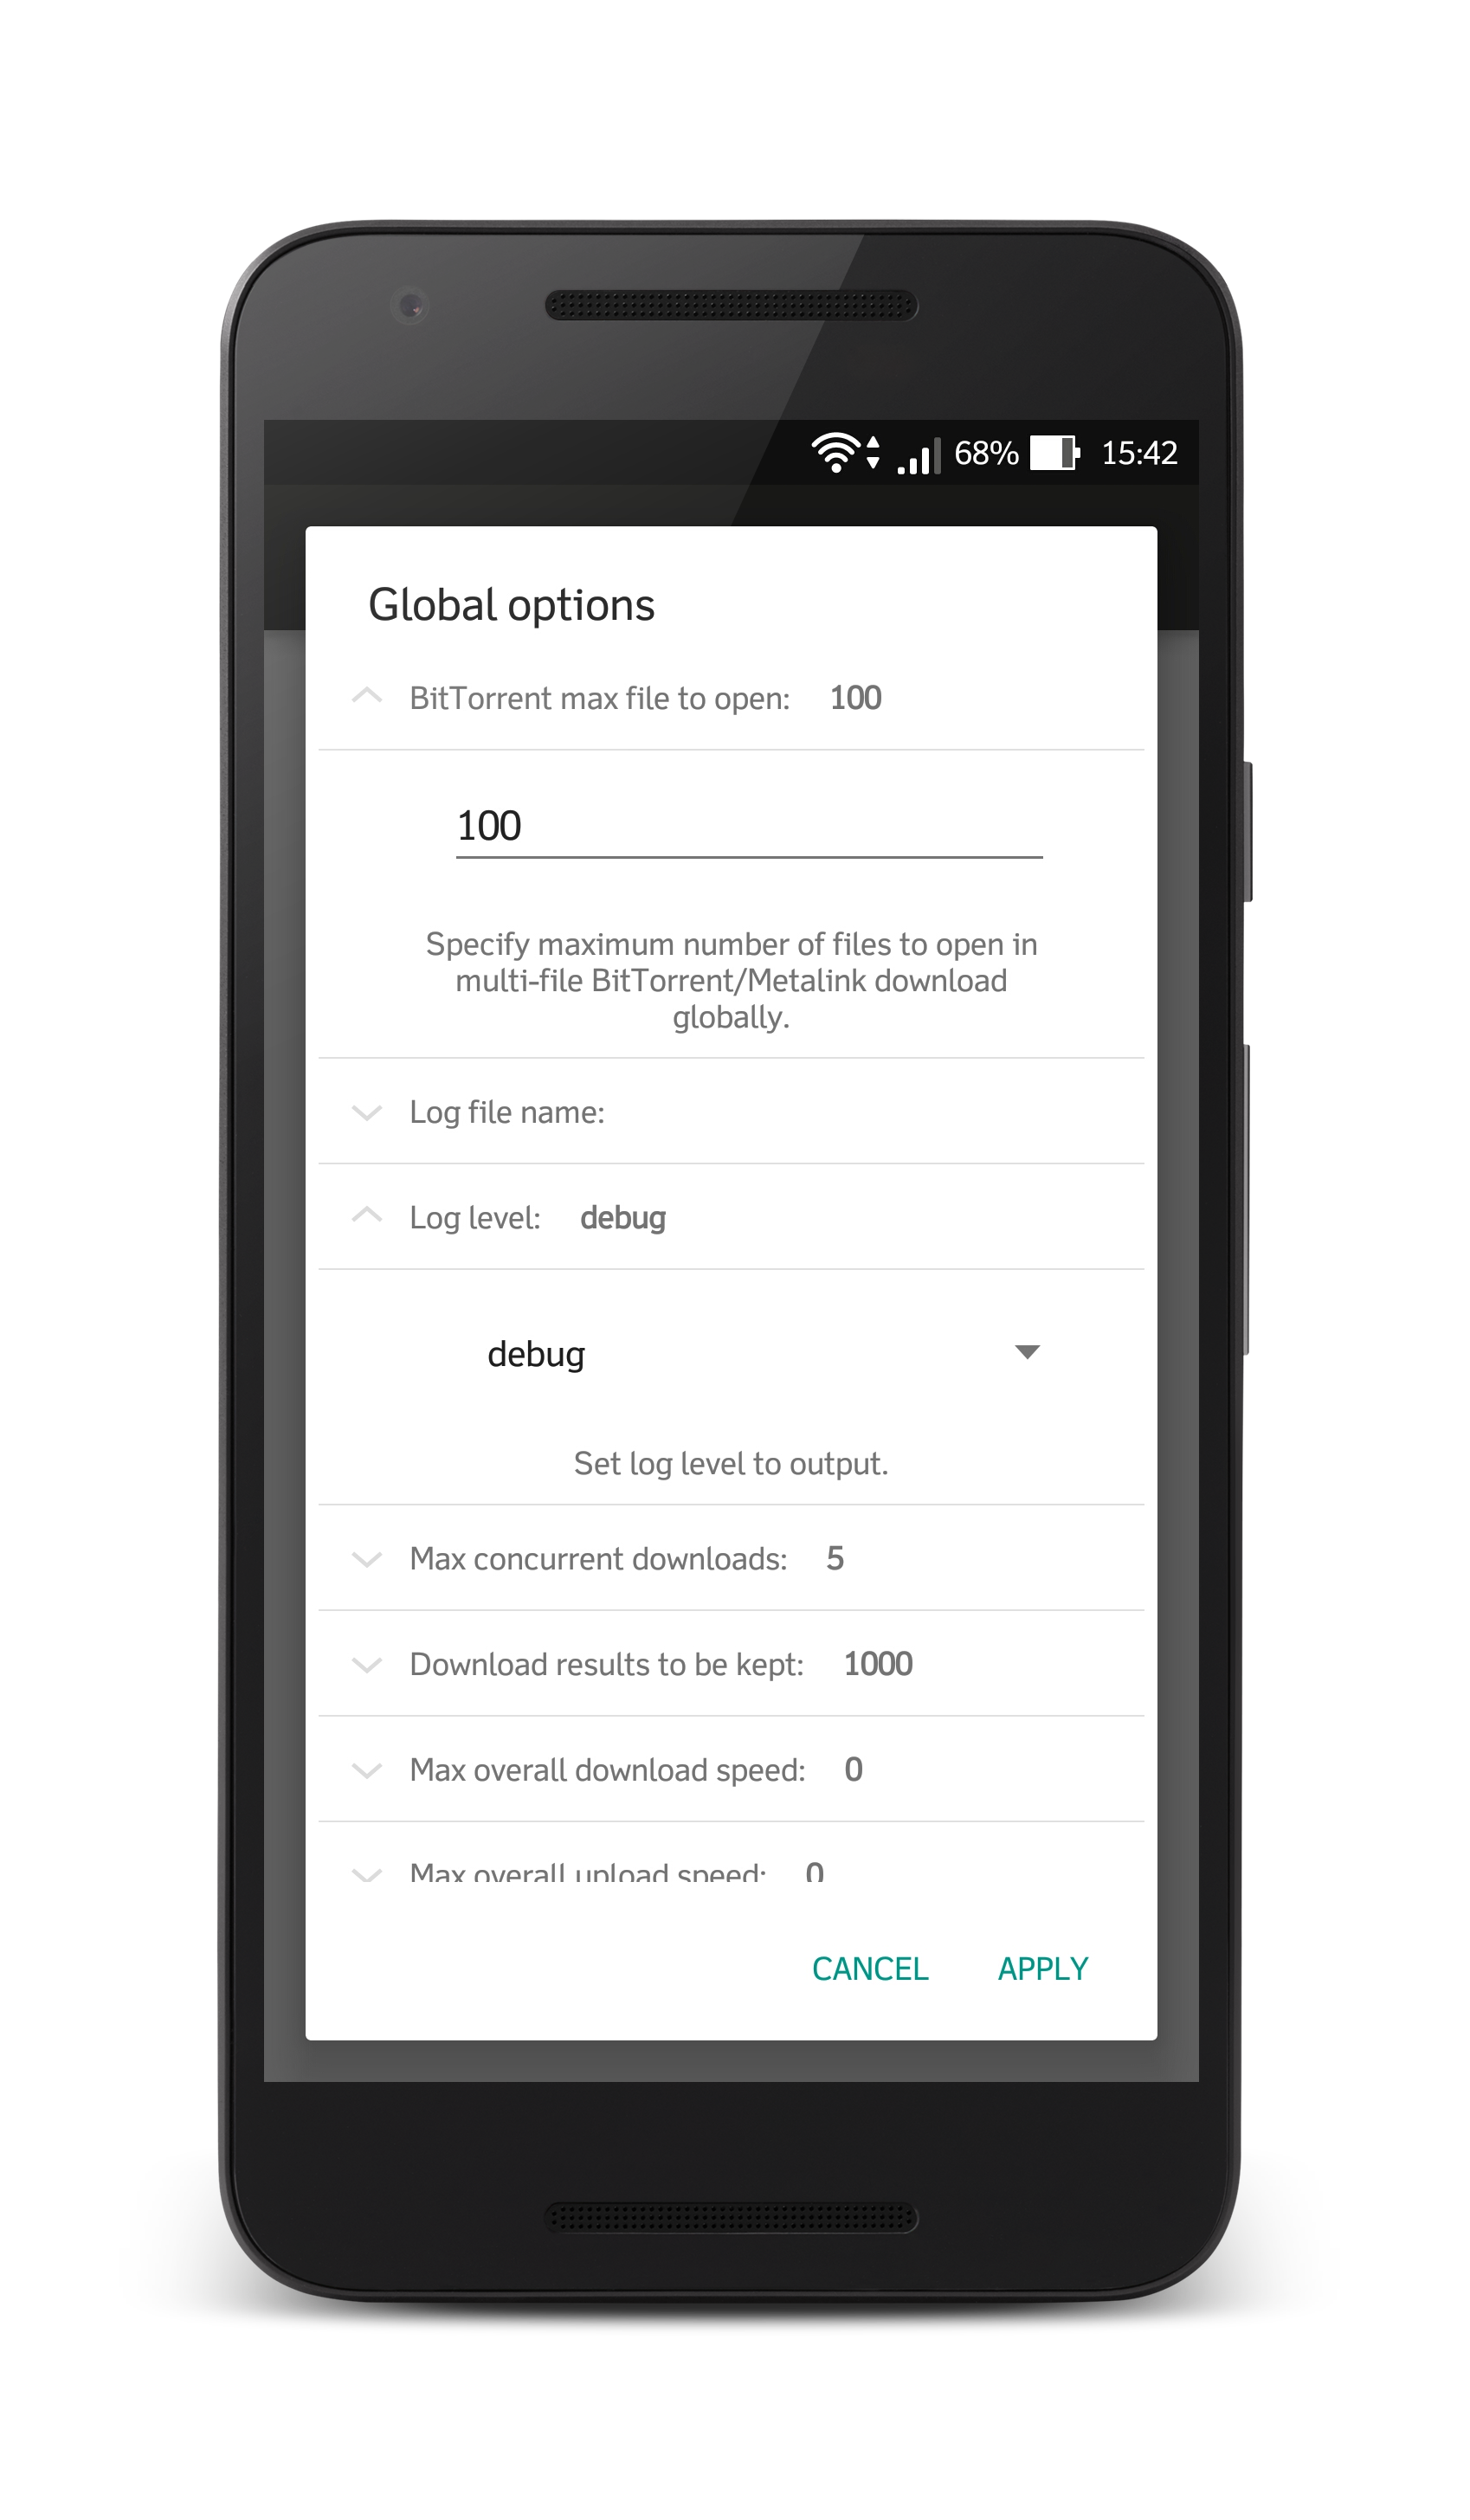 68% 15:42
Global options
BitTorrent max file to open: 100
100
Specify maximum number of files to open in
multi-file BitTorrent/Metalink download
globally.
Log file name:
Log level: debug
debug
Set log level to output.
Max concurrent downloads: 5
Download results to be kept: 1000
Max overall download speed: 0
Max overall upload speed: 0
CANCEL APPLY